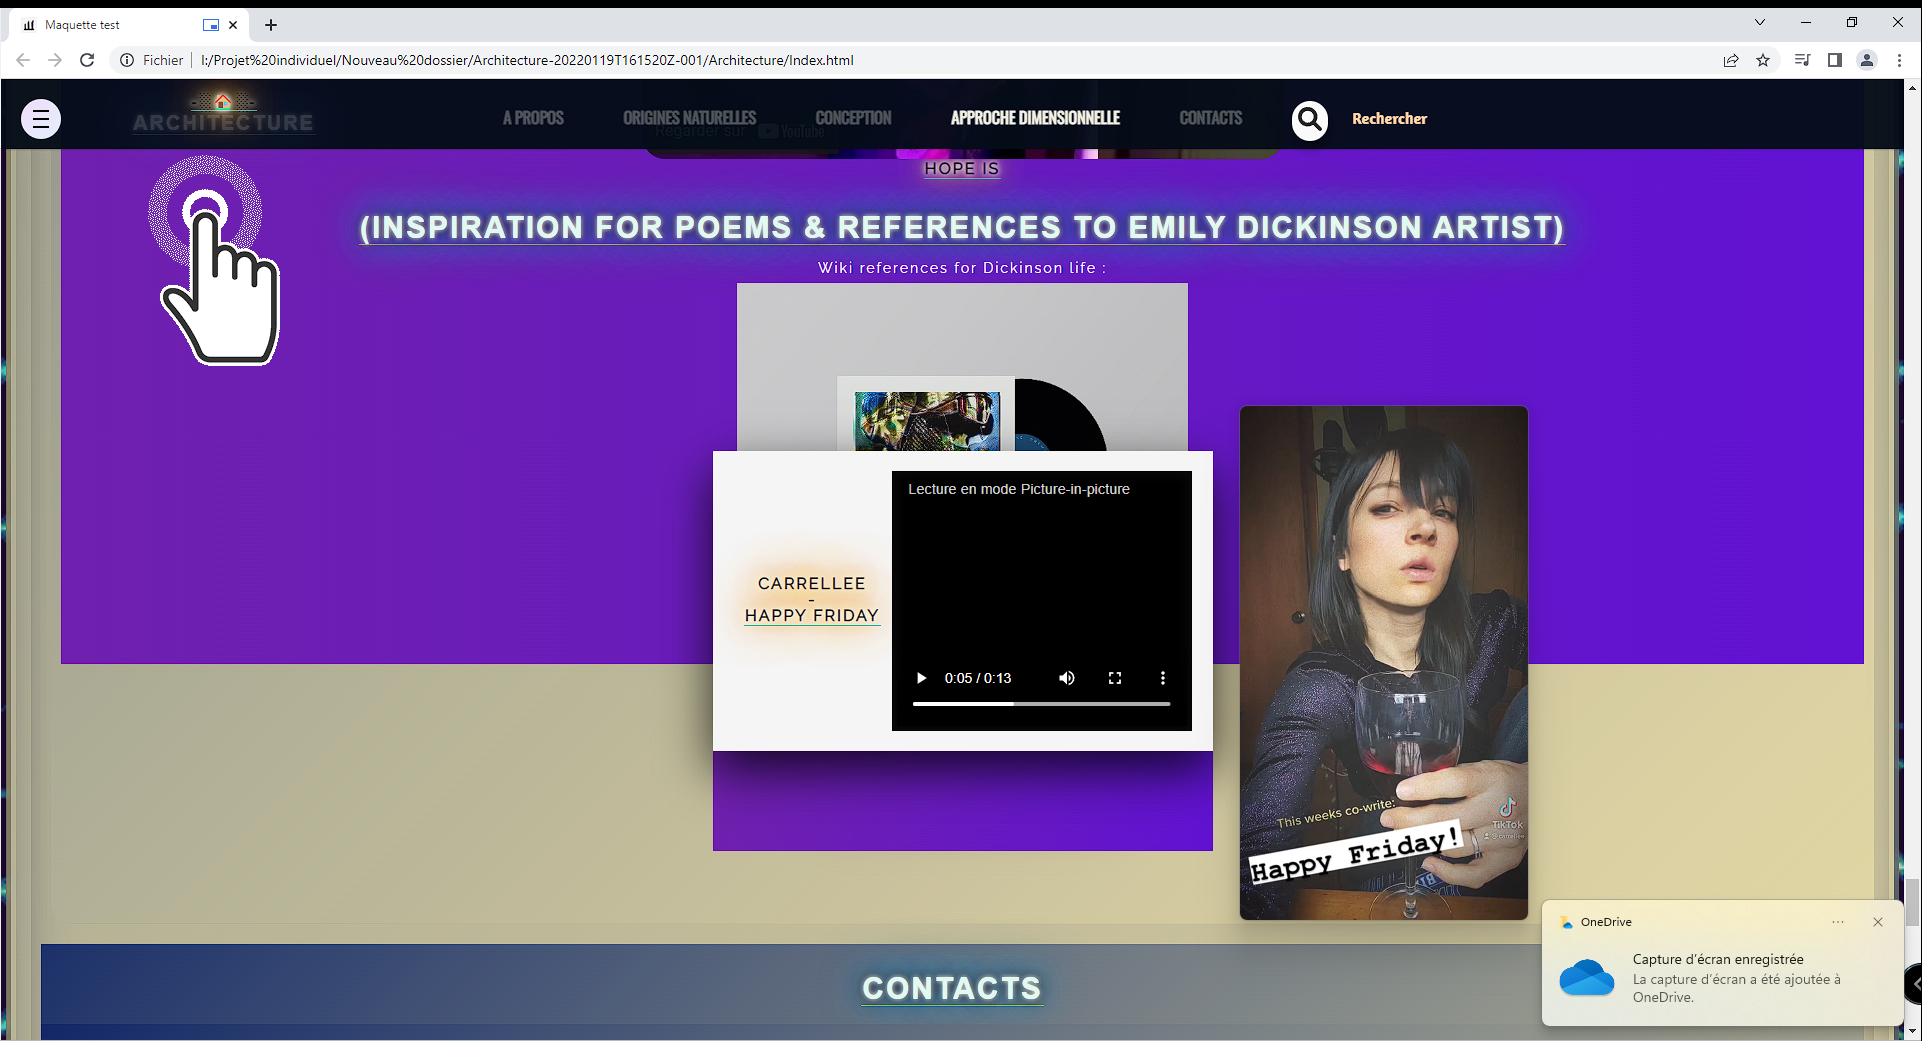 Maquette test
Fichier
I:/Projet%20individuel/Nouveau%20dossier/Architecture-20220119T161520Z-001/Architecture/Index.html
ARCHITECTURE
A PROPOS
ORIGINES NATURELLES
CONCEPTION
APPROCHE DIMENSIONNELLE
CONTACTS
Rechercher
Regarder sur YouTube
HOPE IS
(INSPIRATION FOR POEMS & REFERENCES TO EMILY DICKINSON ARTIST)
Wiki references for Dickinson life :
Lecture en mode Picture-in-picture
CARRELLEE
-
HAPPY FRIDAY
0:05 / 0:13
This weeks co-write:
Happy Friday!
TikTok
OneDrive
Capture d'écran enregistrée
La capture d'écran a été ajoutée à
OneDrive.
CONTACTS